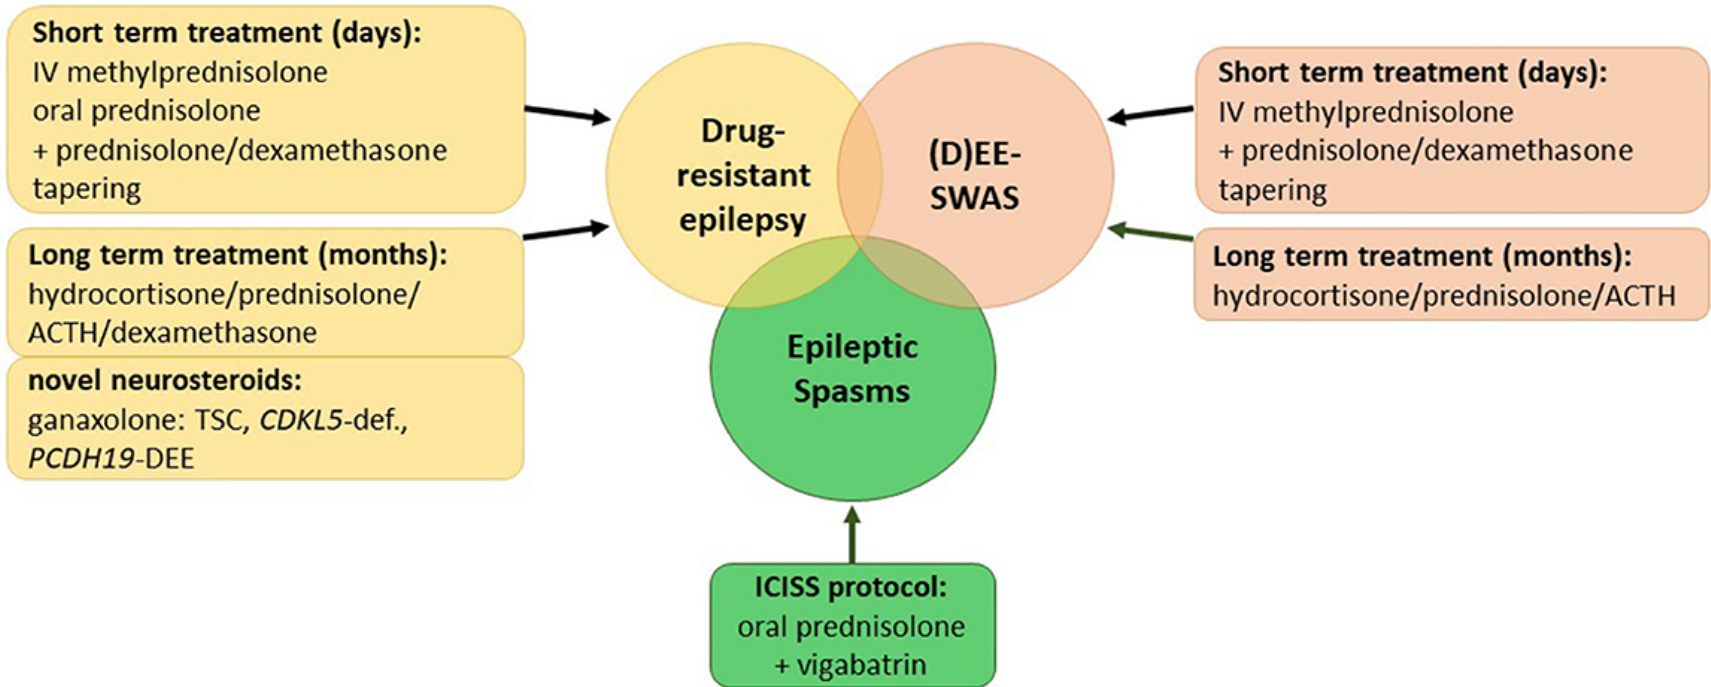 Short term treatment (days):
IV methylprednisolone
oral prednisolone
+ prednisolone/dexamethasone
tapering
Long term treatment (months):
hydrocortisone/prednisolone/
ACTH/dexamethasone
novel neurosteroids:
ganaxolone: TSC, CDKL5-def.,
PCDH19-DEE
Drug-
resistant
epilepsy
(D)EE-
SWAS
Epileptic
Spasms
Short term treatment (days):
IV methylprednisolone
+ prednisolone/dexamethasone
tapering
Long term treatment (months):
hydrocortisone/prednisolone/ACTH
ICISS protocol:
oral prednisolone
+ vigabatrin